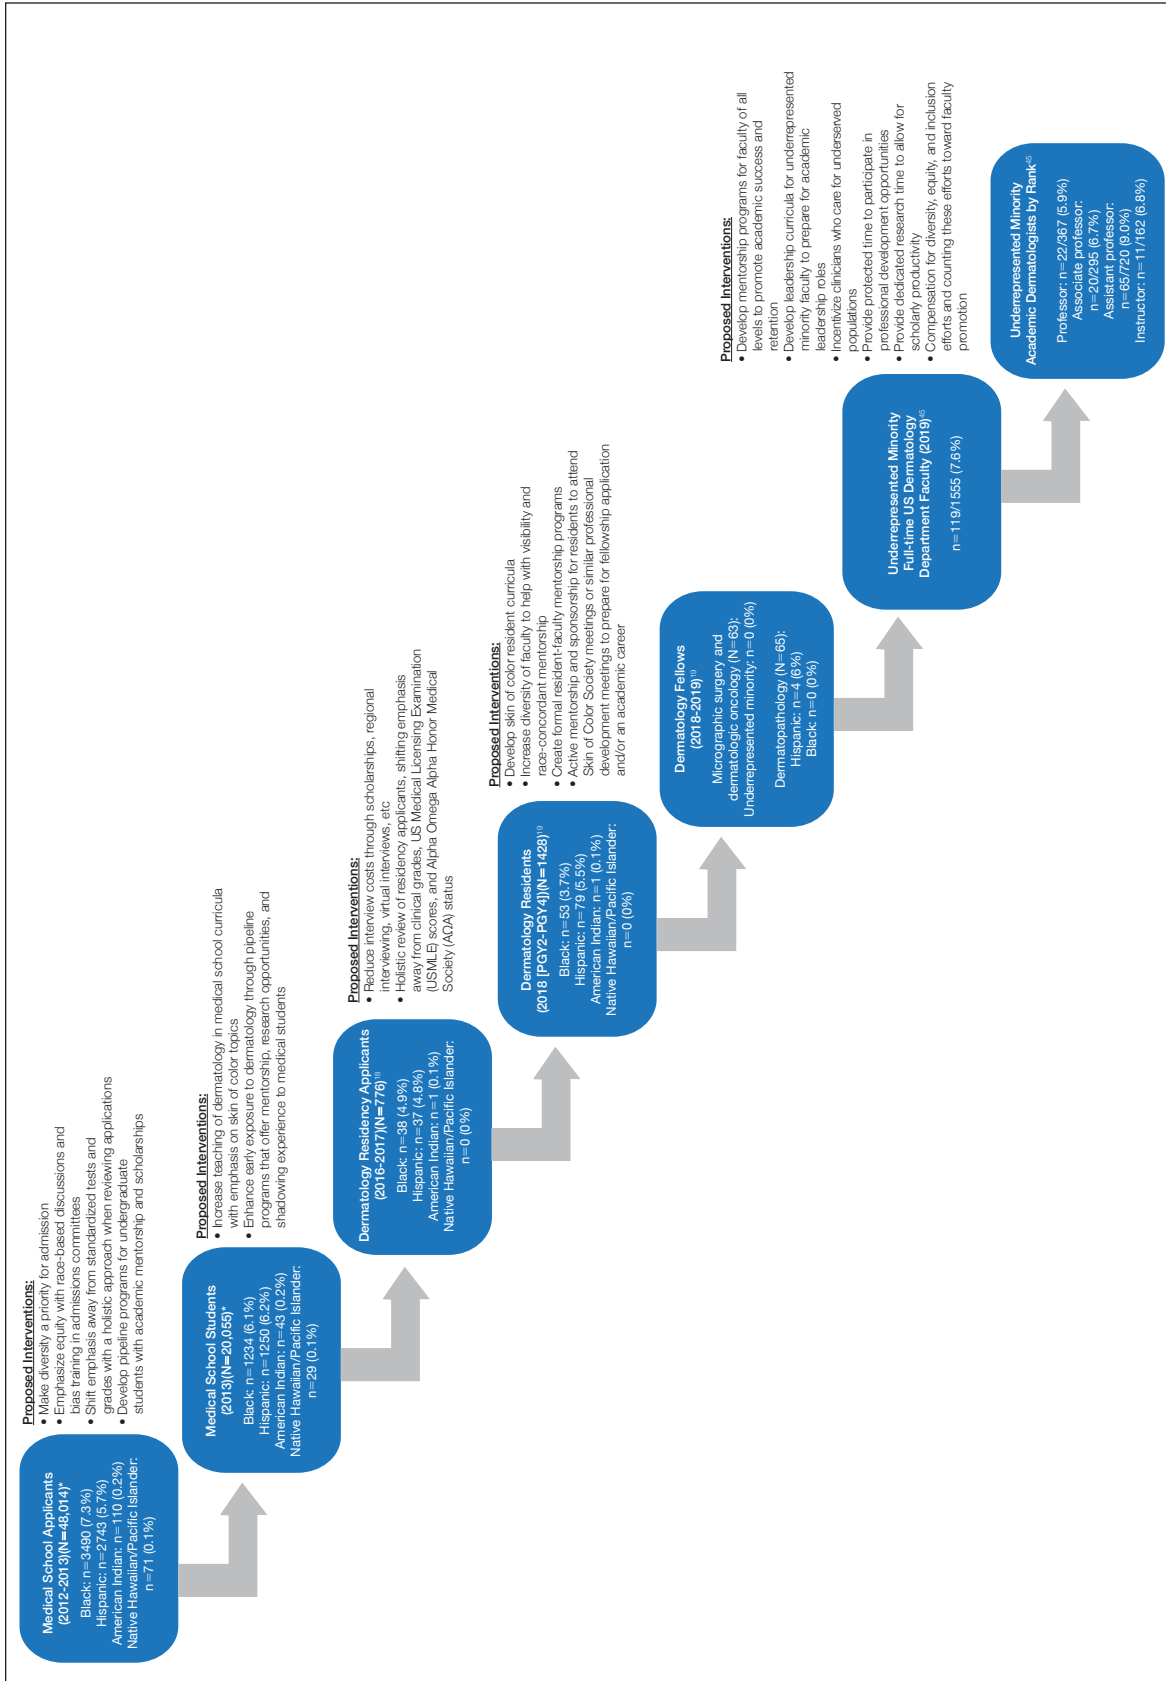 Medical School Applicants
(2012-2013)(N=48,014)*
Black: n=3490 (7.3%)
Hispanic: n=2743 (5.7%)
American Indian: n=110 (0.2%)
Native Hawaiian/Pacific Islander:
n=71 (0.1%)
Proposed Interventions:
• Make diversity a priority for admission
• Emphasize equity with race-based discussions and
bias training in admissions committees
• Shift emphasis away from standardized tests and
grades with a holistic approach when reviewing applications
• Develop pipeline programs for undergraduate
students with academic mentorship and scholarships
Medical School Students
(2013)(N=20,055)*
Black: n=1234 (6.1%)
Hispanic: n=1250 (6.2%)
American Indian: n=43 (0.2%)
Native Hawaiian/Pacific Islander:
n=29 (0.1%)
Proposed Interventions:
• Increase teaching of dermatology in medical school curricula
with emphasis on skin of color topics
• Enhance early exposure to dermatology through pipeline
programs that offer mentorship, research opportunities, and
shadowing experience to medical students
Dermatology Residency Applicants
(2016-2017)(N=776)18
Black: n=38 (4.9%)
Hispanic: n=37 (4.8%)
American Indian: n=1 (0.1%)
Native Hawaiian/Pacific Islander:
n=0 (0%)
Proposed Interventions:
• Reduce interview costs through scholarships, regional
interviewing, virtual interviews, etc
• Holistic review of residency applicants, shifting emphasis
away from clinical grades, US Medical Licensing Examination
(USMLE) scores, and Alpha Omega Alpha Honor Medical
Society (AΩA) status
Dermatology Residents
(2018 [PGY2-PGY4])(N=1428)19
Black: n=53 (3.7%)
Hispanic: n=79 (5.5%)
American Indian: n=1 (0.1%)
Native Hawaiian/Pacific Islander:
n=0 (0%)
Proposed Interventions:
• Develop skin of color resident curricula
• Increase diversity of faculty to help with visibility and
race-concordant mentorship
• Create formal resident-faculty mentorship programs
• Active mentorship and sponsorship for residents to attend
Skin of Color Society meetings or similar professional
development meetings to prepare for fellowship application
and/or an academic career
Dermatology Fellows
(2018-2019)19
Micrographic surgery and
dermatologic oncology (N=63):
Underrepresented minority: n=0 (0%)
Dermatopathology (N=65):
Hispanic: n=4 (6%)
Black: n=0 (0%)
Underrepresented Minority
Full-time US Dermatology
Department Faculty (2019)45
n=119/1555 (7.6%)
Proposed Interventions:
• Develop mentorship programs for faculty of all
levels to promote academic success and
retention
• Develop leadership curricula for underrepresented
minority faculty to prepare for academic
leadership roles
• Incentivize clinicians who care for underserved
populations
• Provide protected time to participate in
professional development opportunities
• Provide dedicated research time to allow for
scholarly productivity
• Compensation for diversity, equity, and inclusion
efforts and counting these efforts toward faculty
promotion
Underrepresented Minority
Academic Dermatologists by Rank45
Professor: n=22/367 (5.9%)
Associate professor:
n=20/295 (6.7%)
Assistant professor:
n=65/720 (9.0%)
Instructor: n=11/162 (6.8%)